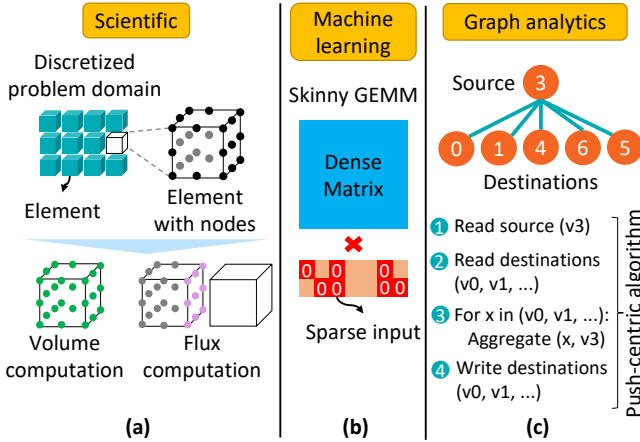 Scientific
Discretized
problem domain
Element
Element
with nodes
Volume
computation
Flux
computation
(a)
Machine
learning
Skinny GEMM
Dense
Matrix
0 0 0 0
0 0 0 0
Sparse input
(b)
Graph analytics
Source 3
0 1 4 6 5
Destinations
1 Read source (v3)
2 Read destinations
(v0, v1, ...)
3 For x in (v0, v1, ...):
Aggregate (x, v3)
4 Write destinations
(v0, v1, ...)
Push-centric algorithm
(c)